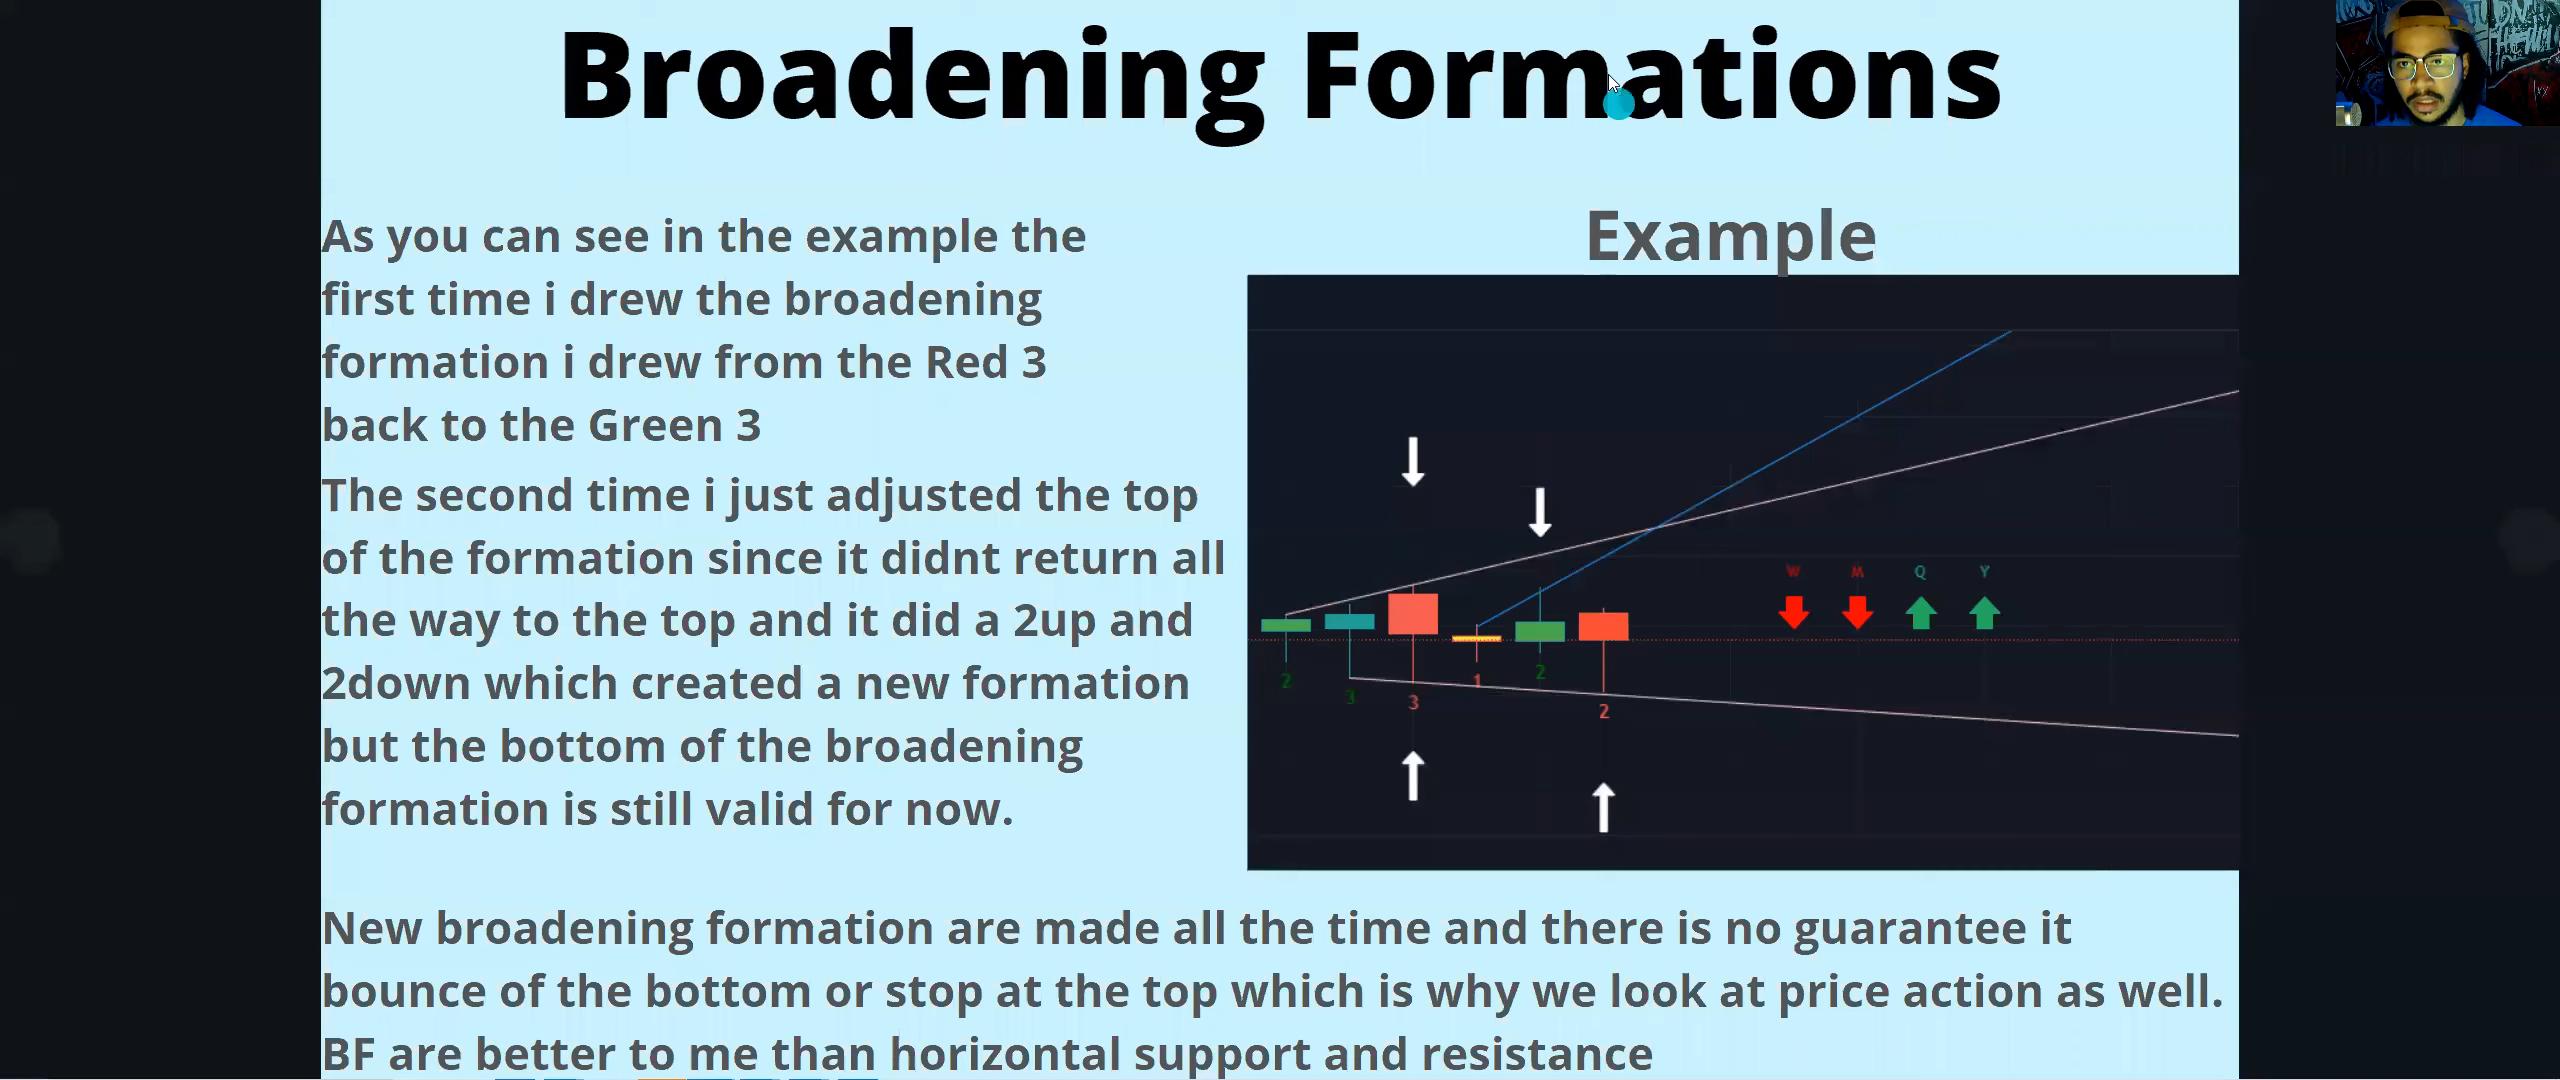 Broadening Formations
As you can see in the example the
first time i drew the broadening
formation i drew from the Red 3
back to the Green 3
The second time i just adjusted the top
of the formation since it didnt return all
the way to the top and it did a 2up and
2down which created a new formation
but the bottom of the broadening
formation is still valid for now.
Example
W M Q Y
2 3 3 1 2 2
New broadening formation are made all the time and there is no guarantee it
bounce of the bottom or stop at the top which is why we look at price action as well.
BF are better to me than horizontal support and resistance